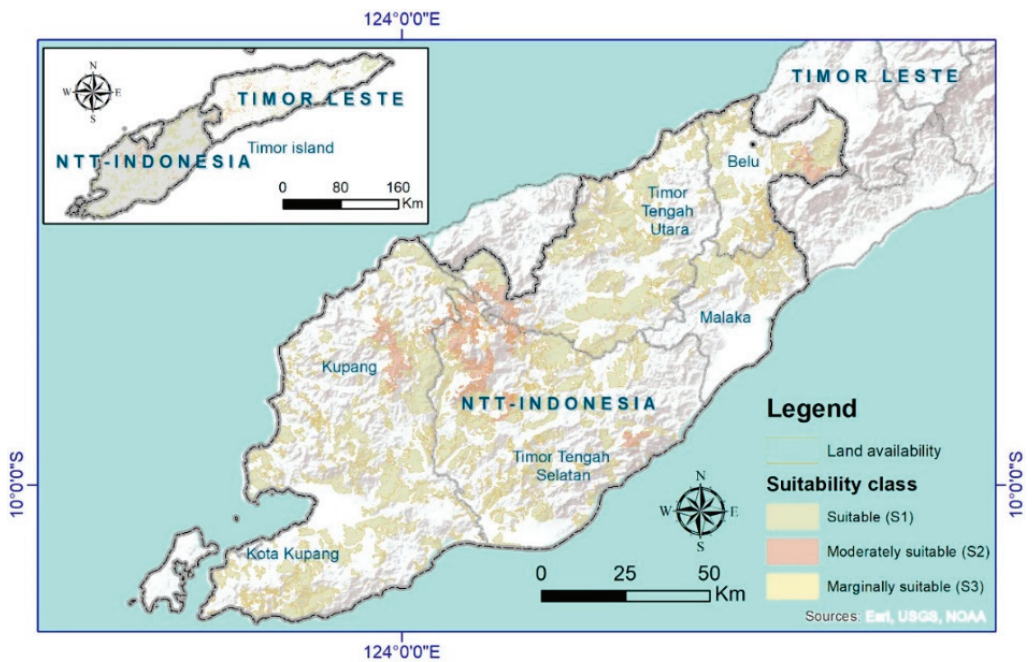 124°0'0"E
N
W E
S
TIMOR LESTE
NTT-INDONESIA
Timor island
0 80 160
Km
TIMOR LESTE
Belu
Timor
Tengah
Utara
Malaka
Kupang
NTT-INDONESIA
Timor Tengah
Selatan
Kota Kupang
10°0'0"S
10°0'0"S
N
W E
S
0 25 50
Km
Legend
Land availability
Suitability class
Suitable (S1)
Moderately suitable (S2)
Marginally suitable (S3)
Sources: Esri, USGS, NOAA
124°0'0"E